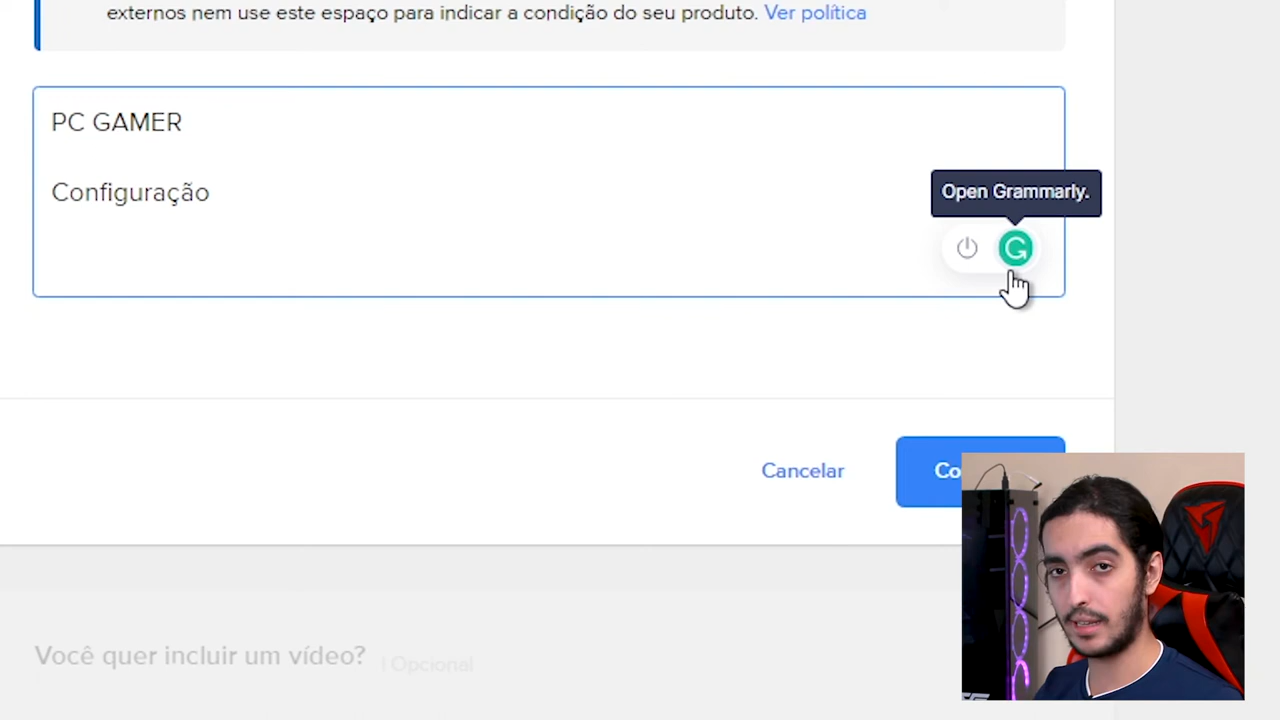 externos nem use este espaço para indicar a condição do seu produto. Ver política
PC GAMER
Configuração
Open Grammarly.
Cancelar
Co
Você quer incluir um vídeo? | Opcional